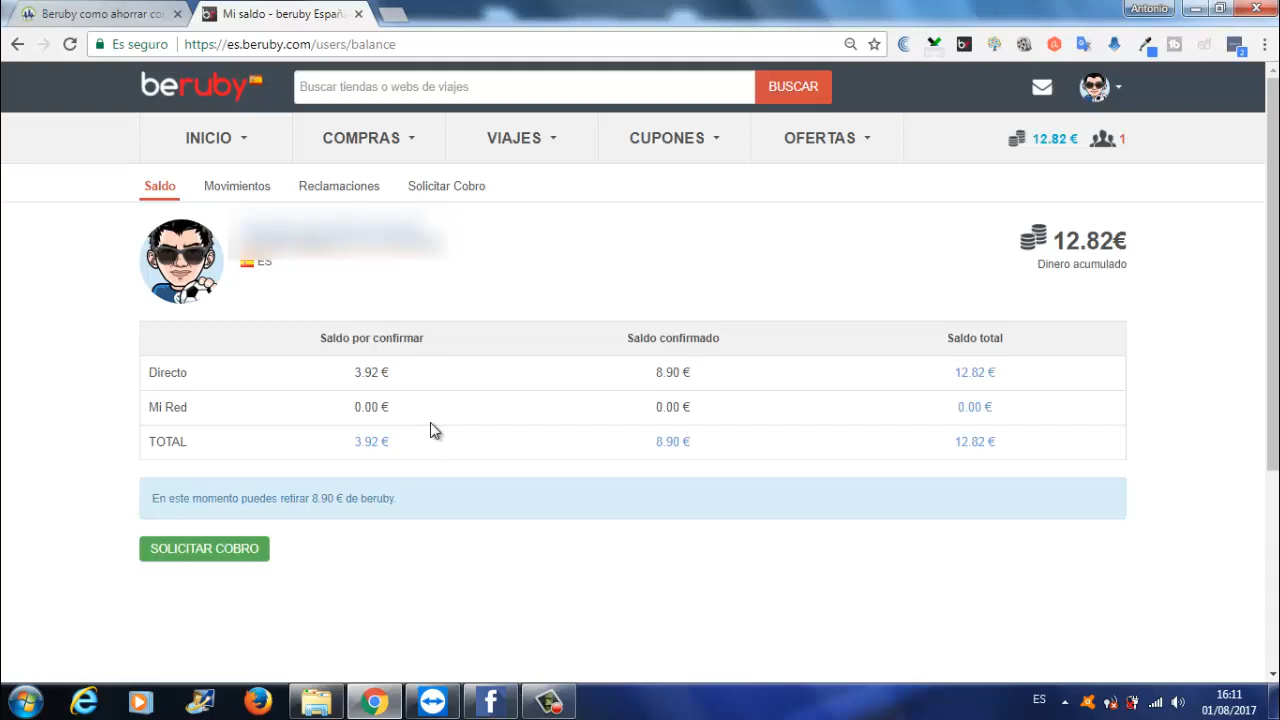 Beruby como ahorrar co
Mi saldo - beruby España
Antonio
Es seguro
https://es.beruby.com/users/balance
beruby
Buscar tiendas o webs de viajes
BUSCAR
INICIO
COMPRAS
VIAJES
CUPONES
OFERTAS
12.82 €
1
Saldo
Movimientos
Reclamaciones
Solicitar Cobro
ES
12.82€
Dinero acumulado
Saldo por confirmar
Saldo confirmado
Saldo total
Directo
3.92 €
8.90 €
12.82 €
Mi Red
0.00 €
0.00 €
0.00 €
TOTAL
3.92 €
8.90 €
12.82 €
En este momento puedes retirar 8.90 € de beruby.
SOLICITAR COBRO
ES
16:11
01/08/2017